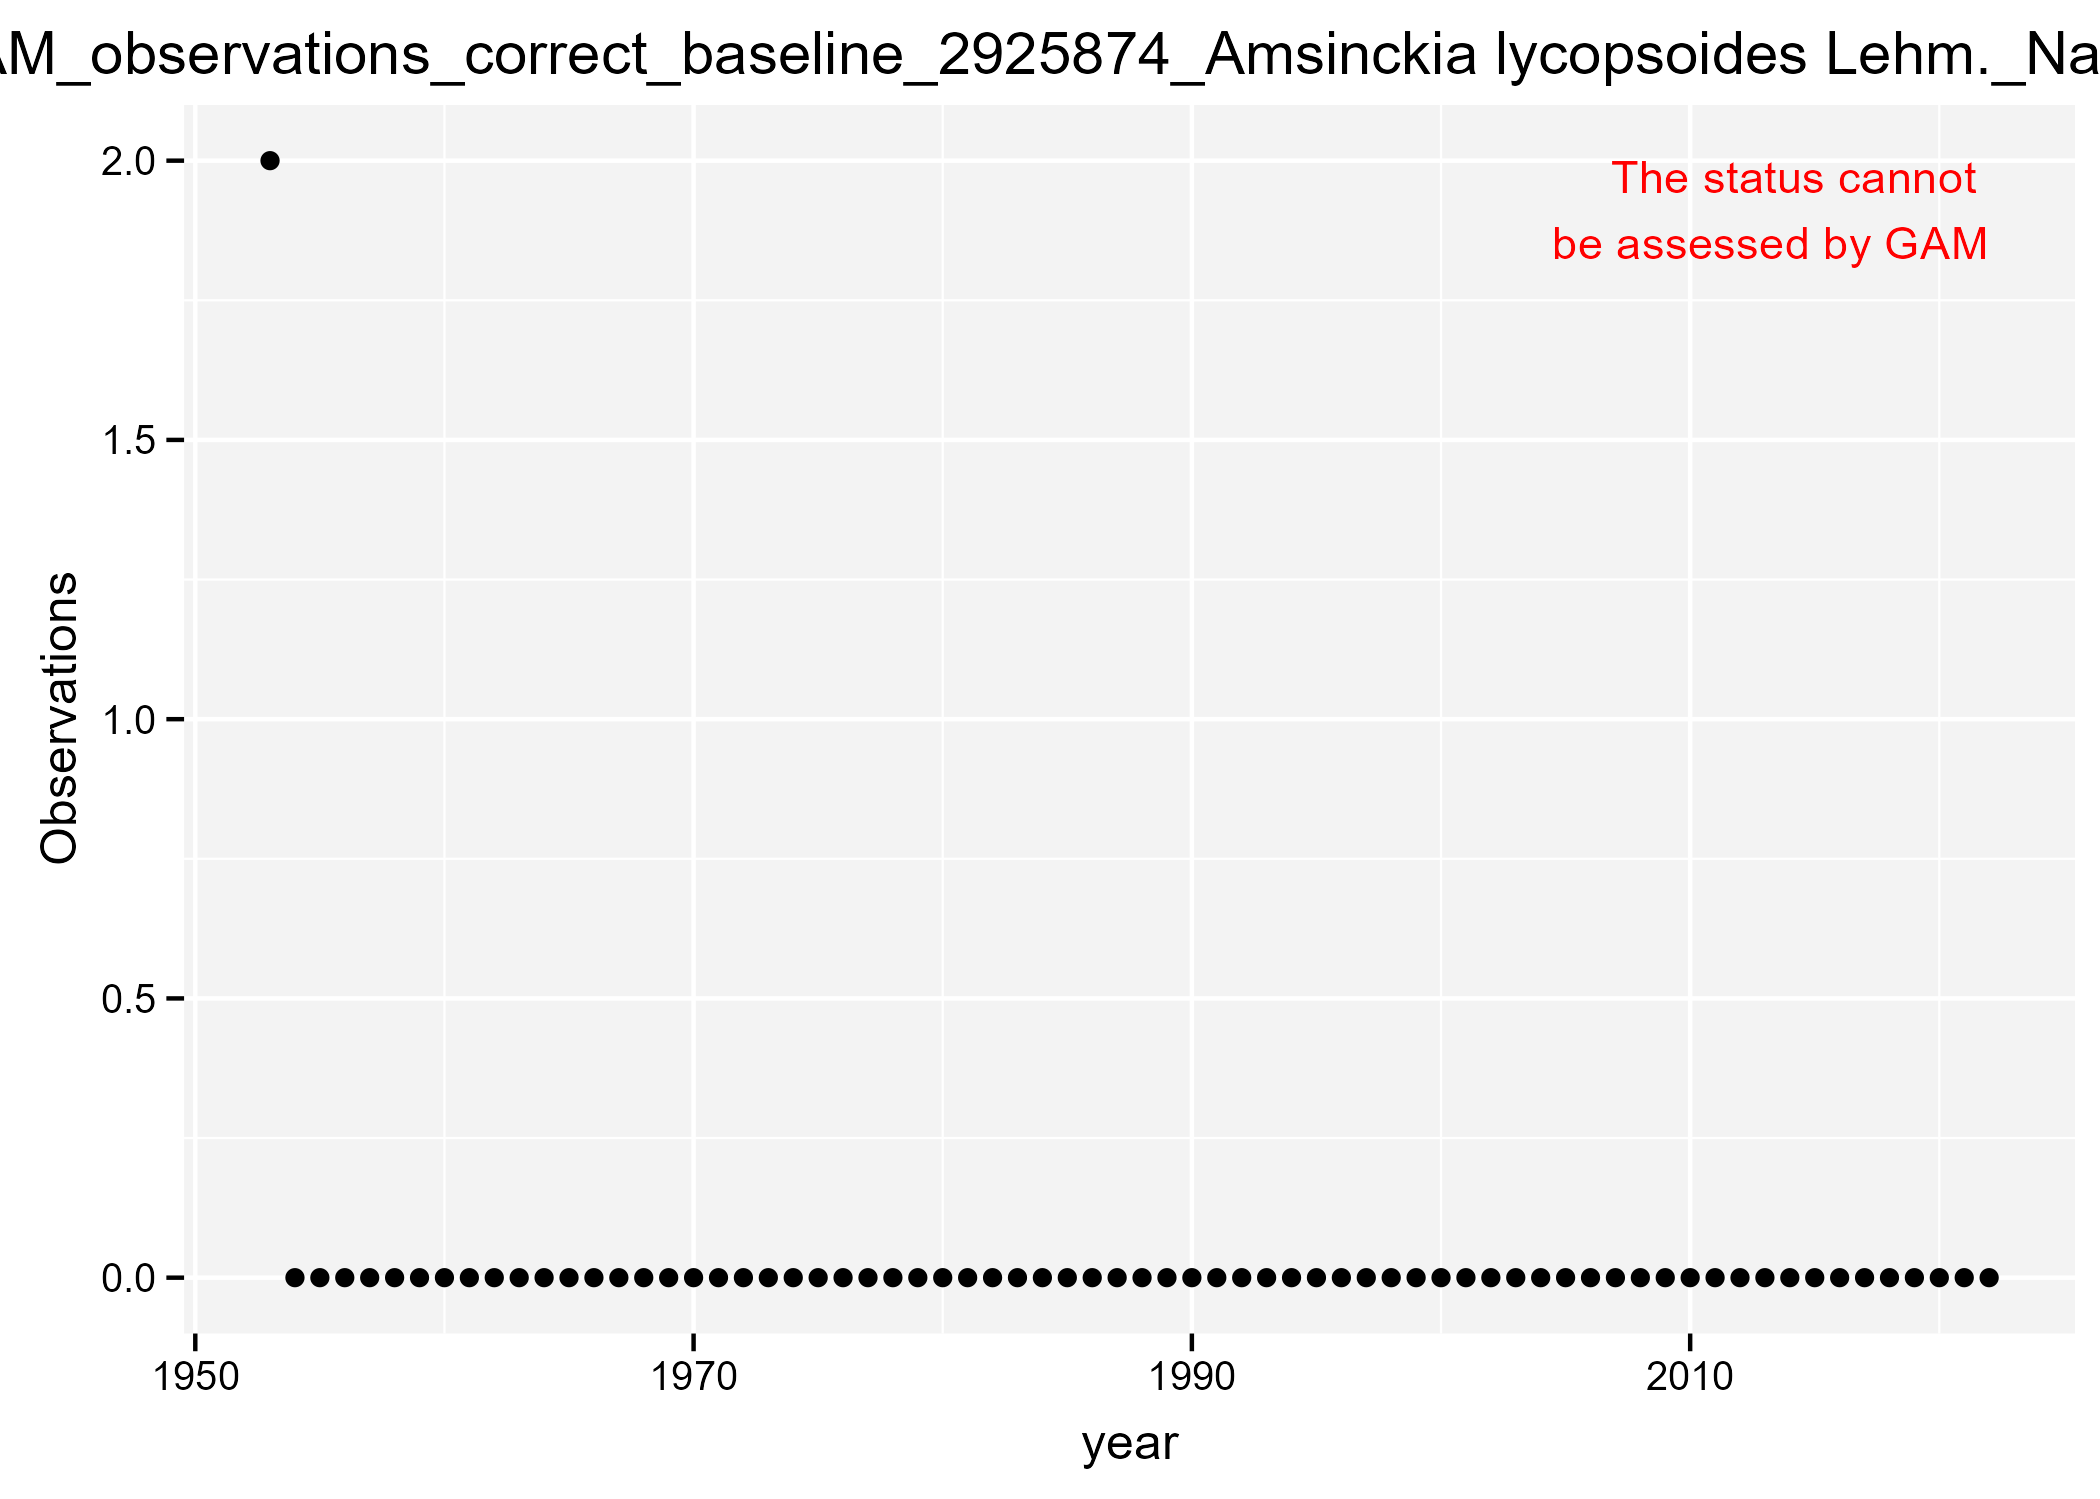 AM_observations_correct_baseline_2925874_Amsinckia lycopsoides Lehm._Na
The status cannot
be assessed by GAM
2.0
1.5
1.0
0.5
0.0
Observations
1950 1970 1990 2010
year